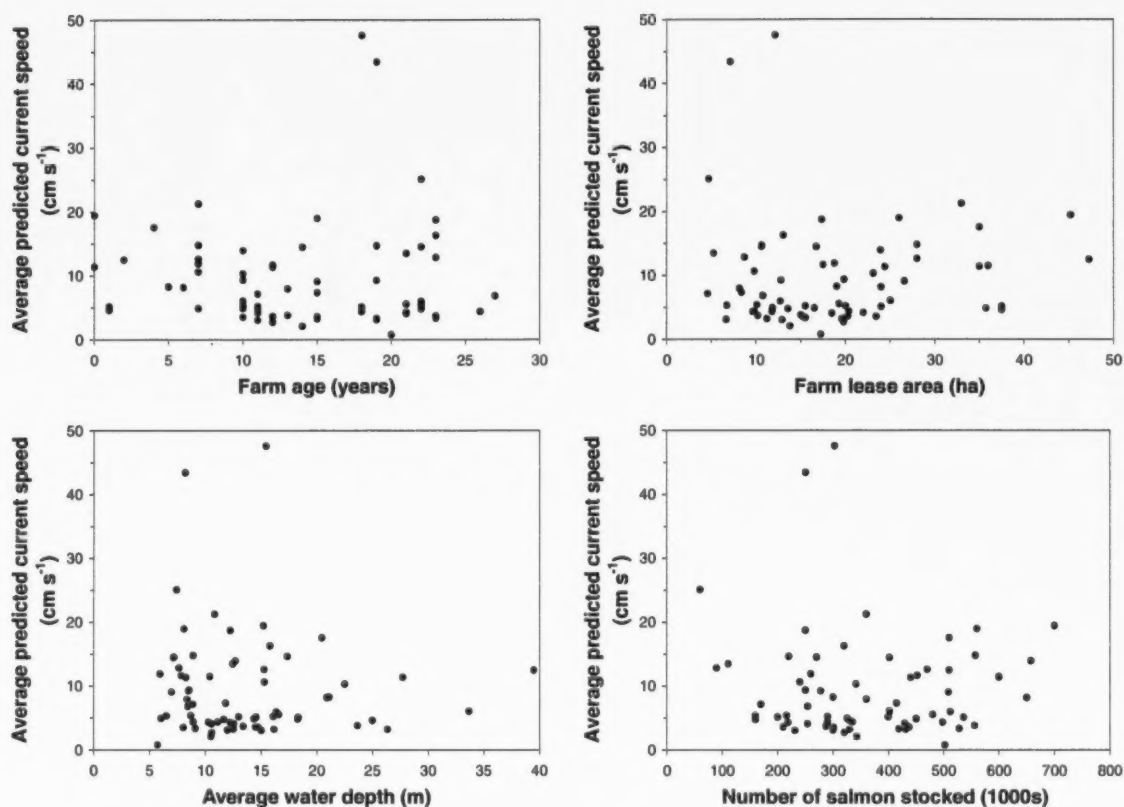 Average predicted current speed
(cm s⁻¹)
50
40
30
20
10
0
0 5 10 15 20 25 30
Farm age (years)
Average predicted current speed
(cm s⁻¹)
50
40
30
20
10
0
0 10 20 30 40 50
Farm lease area (ha)
Average predicted current speed
(cm s⁻¹)
50
40
30
20
10
0
0 5 10 15 20 25 30 35 40
Average water depth (m)
Average predicted current speed
(cm s⁻¹)
50
40
30
20
10
0
0 100 200 300 400 500 600 700 800
Number of salmon stocked (1000s)